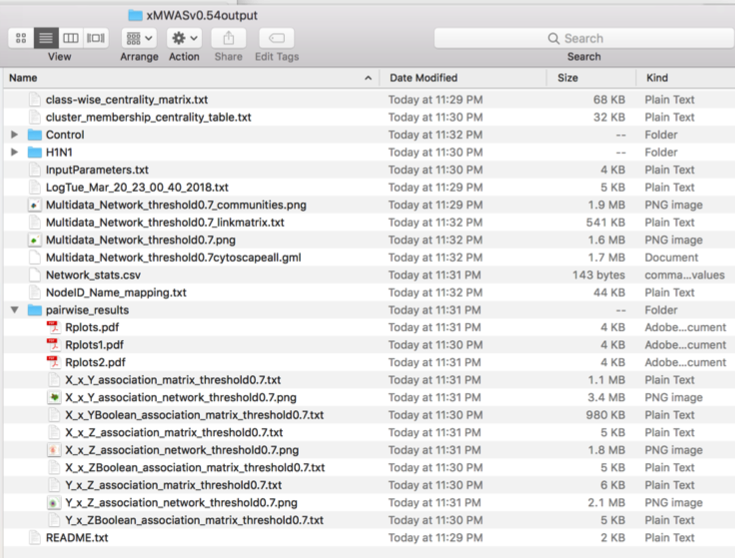 xMWASv0.54output
Search
View Arrange Action Share Edit Tags Search
Name Date Modified Size Kind
class-wise_centrality_matrix.txt Today at 11:29 PM 68 KB Plain Text
cluster_membership_centrality_table.txt Today at 11:30 PM 32 KB Plain Text
Control Today at 11:32 PM -- Folder
H1N1 Today at 11:30 PM -- Folder
InputParameters.txt Today at 11:30 PM 4 KB Plain Text
LogTue_Mar_20_23_00_40_2018.txt Today at 11:29 PM 5 KB Plain Text
Multidata_Network_threshold0.7_communities.png Today at 11:29 PM 1.9 MB PNG image
Multidata_Network_threshold0.7_linkmatrix.txt Today at 11:32 PM 541 KB Plain Text
Multidata_Network_threshold0.7.png Today at 11:32 PM 1.6 MB PNG image
Multidata_Network_threshold0.7cytoscapeall.gml Today at 11:32 PM 1.7 MB Document
Network_stats.csv Today at 11:31 PM 143 bytes comma...values
NodeID_Name_mapping.txt Today at 11:32 PM 44 KB Plain Text
pairwise_results Today at 11:31 PM -- Folder
Rplots.pdf Today at 11:31 PM 4 KB Adobe...cument
Rplots1.pdf Today at 11:30 PM 4 KB Adobe...cument
Rplots2.pdf Today at 11:31 PM 4 KB Adobe...cument
X_x_Y_association_matrix_threshold0.7.txt Today at 11:31 PM 1.1 MB Plain Text
X_x_Y_association_network_threshold0.7.png Today at 11:31 PM 3.4 MB PNG image
X_x_YBoolean_association_matrix_threshold0.7.txt Today at 11:30 PM 980 KB Plain Text
X_x_Z_association_matrix_threshold0.7.txt Today at 11:31 PM 5 KB Plain Text
X_x_Z_association_network_threshold0.7.png Today at 11:31 PM 1.8 MB PNG image
X_x_ZBoolean_association_matrix_threshold0.7.txt Today at 11:30 PM 5 KB Plain Text
Y_x_Z_association_matrix_threshold0.7.txt Today at 11:31 PM 6 KB Plain Text
Y_x_Z_association_network_threshold0.7.png Today at 11:31 PM 2.1 MB PNG image
Y_x_ZBoolean_association_matrix_threshold0.7.txt Today at 11:30 PM 5 KB Plain Text
README.txt Today at 11:29 PM 2 KB Plain Text